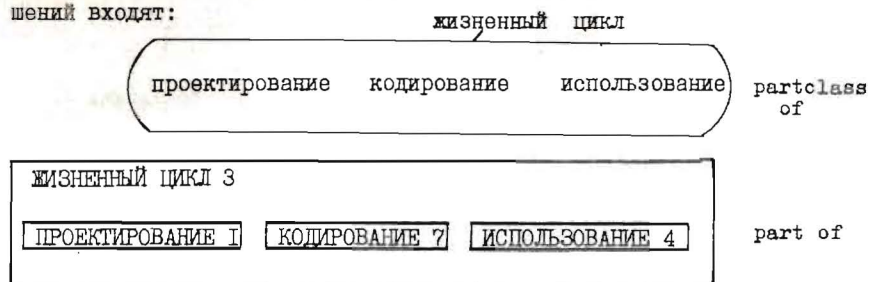 шений входят:
жизненный цикл
проектирование кодирование использование
partclass
of
ЖИЗНЕННЫЙ ЦИКЛ 3
ПРОЕКТИРОВАНИЕ I КОДИРОВАНИЕ 7 ИСПОЛЬЗОВАНИЕ 4
part of